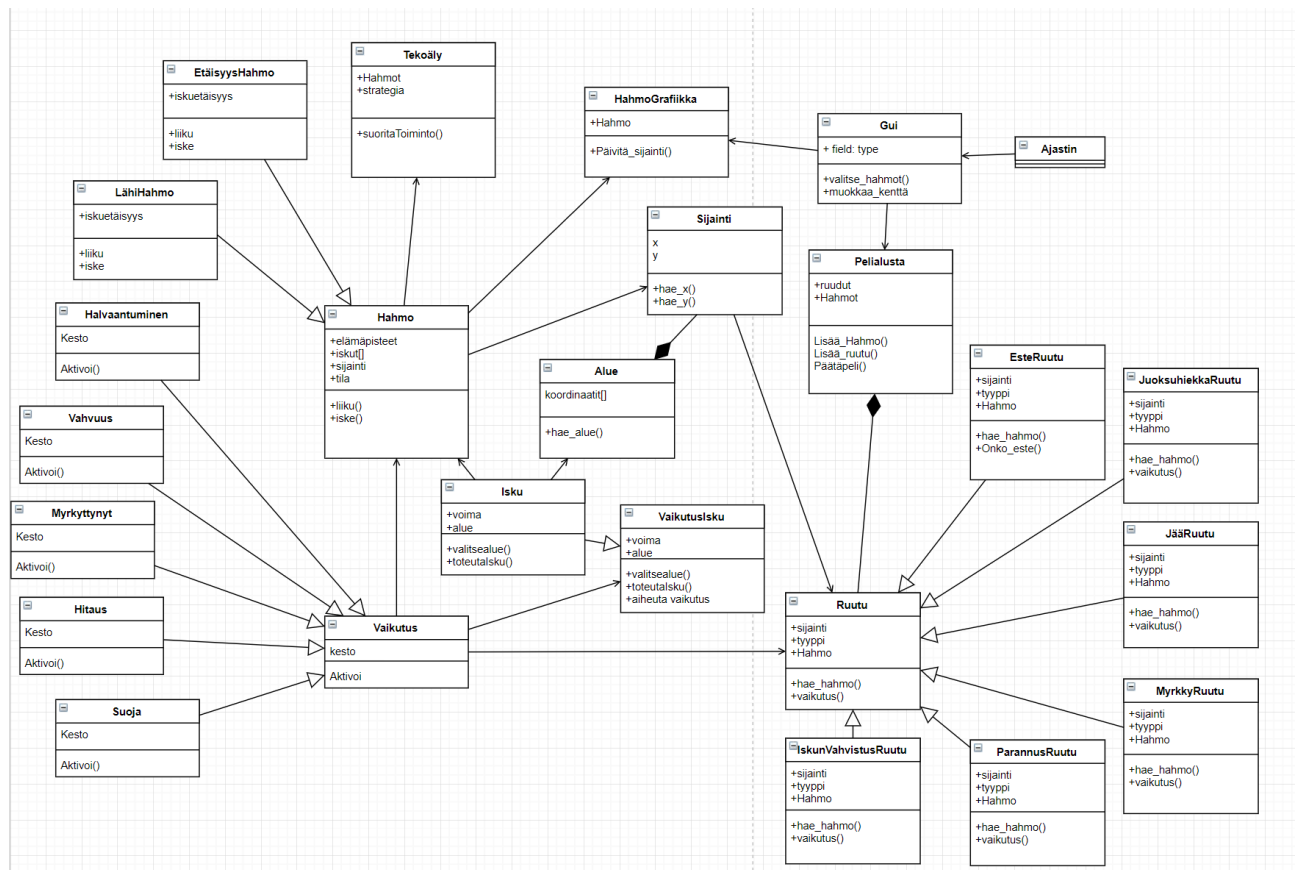 Tekoäly
+Hahmot
+strategia
+suoritaToiminto()
EtäisyysHahmo
+iskuetäisyys
+liiku
+iske
HahmoGrafiikka
+Hahmo
+Päivitä_sijainti()
Gui
+ field: type
+valitse_hahmot()
+muokkaa_kenttä
Ajastin
LähiHahmo
+iskuetäisyys
+liiku
+iske
Sijainti
x
y
+hae_x()
+hae_y()
Pelialusta
+ruudut
+Hahmot
Lisää_Hahmo()
Lisää_ruutu()
Päätäpeli()
Halvaantuminen
Kesto
Aktivoi()
Hahmo
+elämäpisteet
+iskut[]
+sijainti
+tila
+liiku()
+iske()
Alue
koordinaatit[]
+hae_alue()
EsteRuutu
+sijainti
+tyyppi
+Hahmo
+hae_hahmo()
+Onko_este()
JuoksuhiekkaRuutu
+sijainti
+tyyppi
+Hahmo
+hae_hahmo()
+vaikutus()
Vahvuus
Kesto
Aktivoi()
Isku
+voima
+alue
+valitsealue()
+toteutaIsku()
VaikutusIsku
+voima
+alue
+valitsealue()
+toteutaIsku()
+aiheuta vaikutus
Myrkyttynyt
Kesto
Aktivoi()
JääRuutu
+sijainti
+tyyppi
+Hahmo
+hae_hahmo()
+vaikutus()
Hitaus
Kesto
Aktivoi()
Vaikutus
kesto
Aktivoi
Ruutu
+sijainti
+tyyppi
+Hahmo
+hae_hahmo()
+vaikutus()
Suoja
Kesto
Aktivoi()
MyrkkyRuutu
+sijainti
+tyyppi
+Hahmo
+hae_hahmo()
+vaikutus()
IskunVahvistusRuutu
+sijainti
+tyyppi
+Hahmo
+hae_hahmo()
+vaikutus()
ParannusRuutu
+sijainti
+tyyppi
+Hahmo
+hae_hahmo()
+vaikutus()